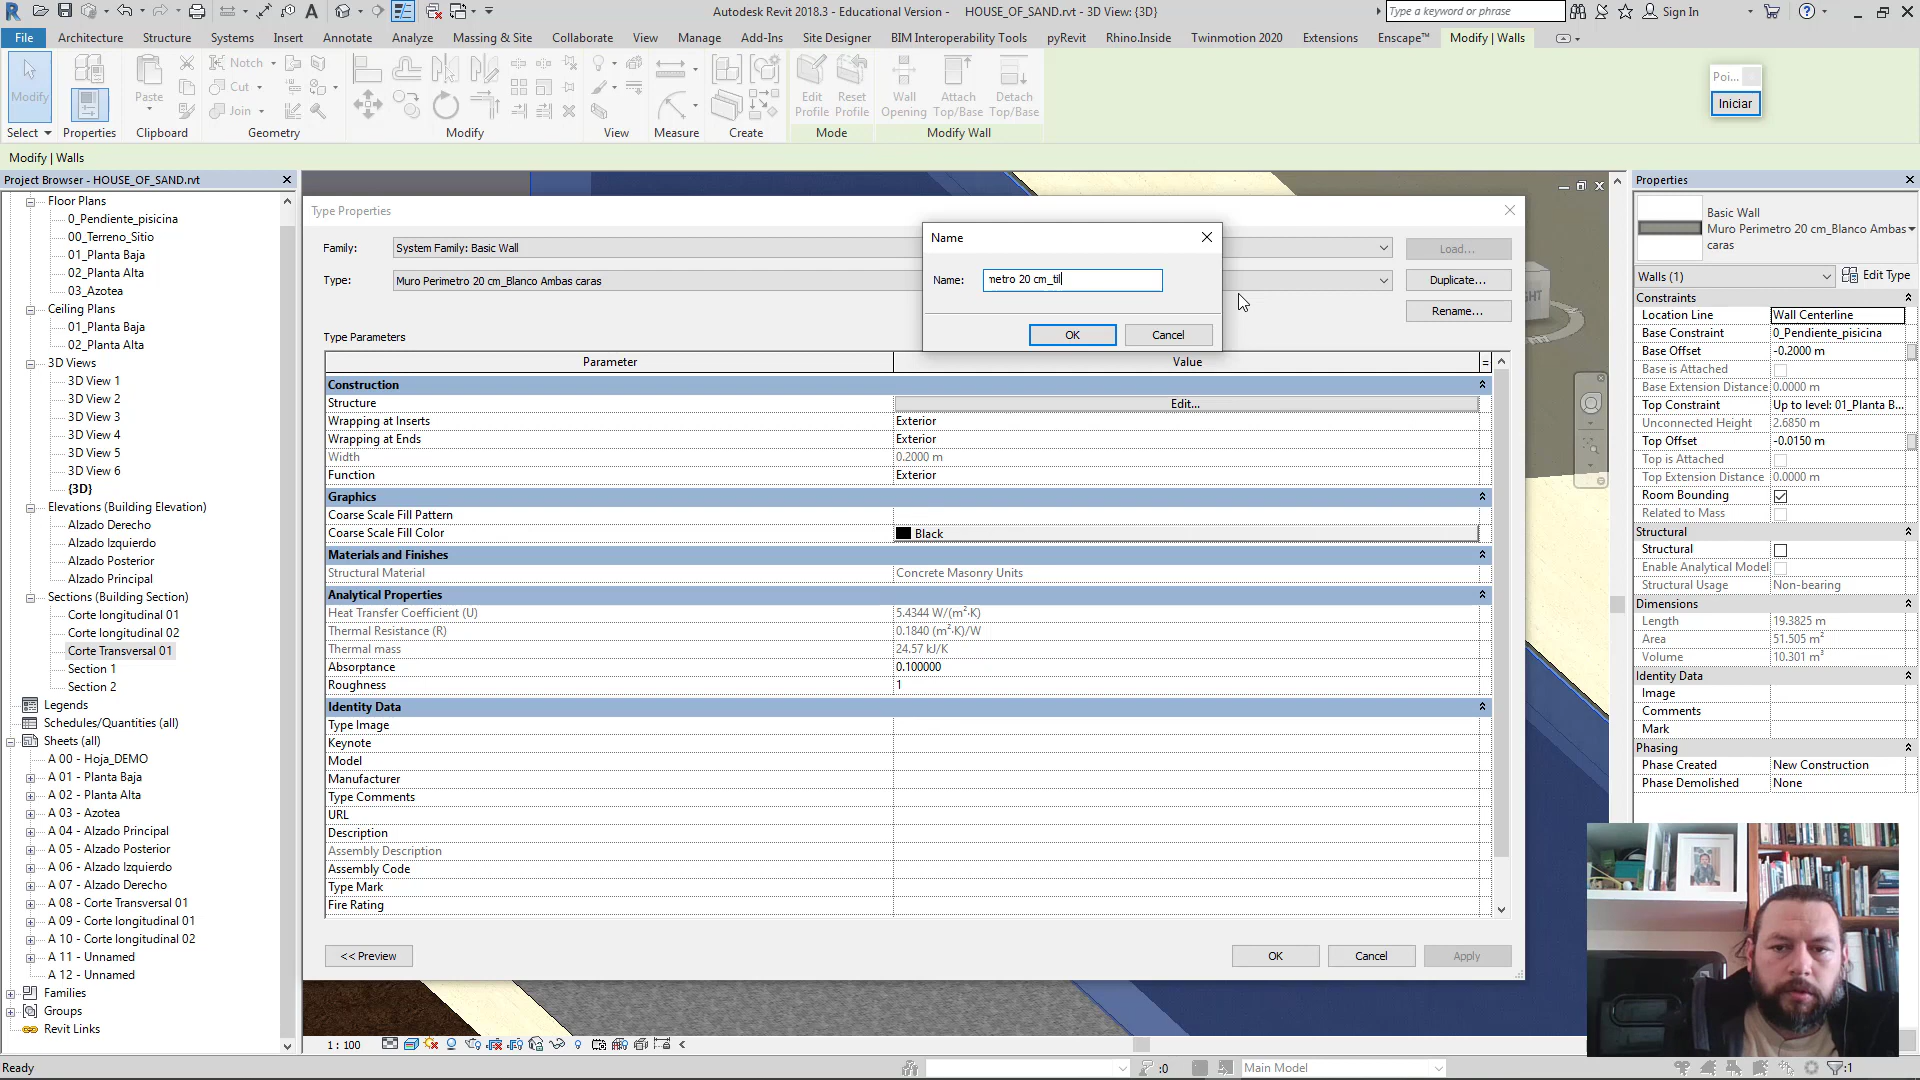 Autodesk Revit 2018.3 - Educational Version - HOUSE_OF_SAND.rvt - 3D View: {3D}
Type a keyword or phrase
Sign In
File Architecture Structure Systems Insert Annotate Analyze Massing & Site Collaborate View Manage Add-Ins Site Designer BIM Interoperability Tools pyRevit Rhino.Inside Twinmotion 2020 Extensions Enscape™ Modify | Walls
Modify
Properties
Paste
Notch
Cut
Join
Edit Profile
Reset Profile
Wall Opening
Attach Top/Base
Detach Top/Base
Poi...
Iniciar
Select Properties Clipboard Geometry Modify View Measure Create Mode Modify Wall
Modify | Walls
Project Browser - HOUSE_OF_SAND.rvt
Floor Plans
0_Pendiente_pisicina
00_Terreno_Sitio
01_Planta Baja
02_Planta Alta
03_Azotea
Ceiling Plans
01_Planta Baja
02_Planta Alta
3D Views
3D View 1
3D View 2
3D View 3
3D View 4
3D View 5
3D View 6
{3D}
Elevations (Building Elevation)
Alzado Derecho
Alzado Izquierdo
Alzado Posterior
Alzado Principal
Sections (Building Section)
Corte longitudinal 01
Corte longitudinal 02
Corte Transversal 01
Section 1
Section 2
Legends
Schedules/Quantities (all)
Sheets (all)
A 00 - Hoja_DEMO
A 01 - Planta Baja
A 02 - Planta Alta
A 03 - Azotea
A 04 - Alzado Principal
A 05 - Alzado Posterior
A 06 - Alzado Izquierdo
A 07 - Alzado Derecho
A 08 - Corte Transversal 01
A 09 - Corte longitudinal 01
A 10 - Corte longitudinal 02
A 11 - Unnamed
A 12 - Unnamed
Families
Groups
Revit Links
Type Properties
Family: System Family: Basic Wall
Load...
Type: Muro Perimetro 20 cm_Blanco Ambas caras
Duplicate...
Rename...
Type Parameters
Name
Name: metro 20 cm_til
OK Cancel
Parameter Value =
Construction
Structure Edit...
Wrapping at Inserts Exterior
Wrapping at Ends Exterior
Width 0.2000 m
Function Exterior
Graphics
Coarse Scale Fill Pattern
Coarse Scale Fill Color Black
Materials and Finishes
Structural Material Concrete Masonry Units
Analytical Properties
Heat Transfer Coefficient (U) 5.4344 W/(m²·K)
Thermal Resistance (R) 0.1840 (m²·K)/W
Thermal mass 24.57 kJ/K
Absorptance 0.100000
Roughness 1
Identity Data
Type Image
Keynote
Model
Manufacturer
Type Comments
URL
Description
Assembly Description
Assembly Code
Type Mark
Fire Rating
<< Preview OK Cancel Apply
Properties
Basic Wall
Muro Perimetro 20 cm_Blanco Ambas
caras
Walls (1) Edit Type
Constraints
Location Line Wall Centerline
Base Constraint 0_Pendiente_pisicina
Base Offset -0.2000 m
Base is Attached
Base Extension Distance 0.0000 m
Top Constraint Up to level: 01_Planta B...
Unconnected Height 2.6850 m
Top Offset -0.0150 m
Top is Attached
Top Extension Distance 0.0000 m
Room Bounding
Related to Mass
Structural
Structural
Enable Analytical Model
Structural Usage Non-bearing
Dimensions
Length 19.3825 m
Area 51.505 m²
Volume 10.301 m³
Identity Data
Image
Comments
Mark
Phasing
Phase Created New Construction
Phase Demolished None
1 : 100
Ready
:0
Main Model
:1